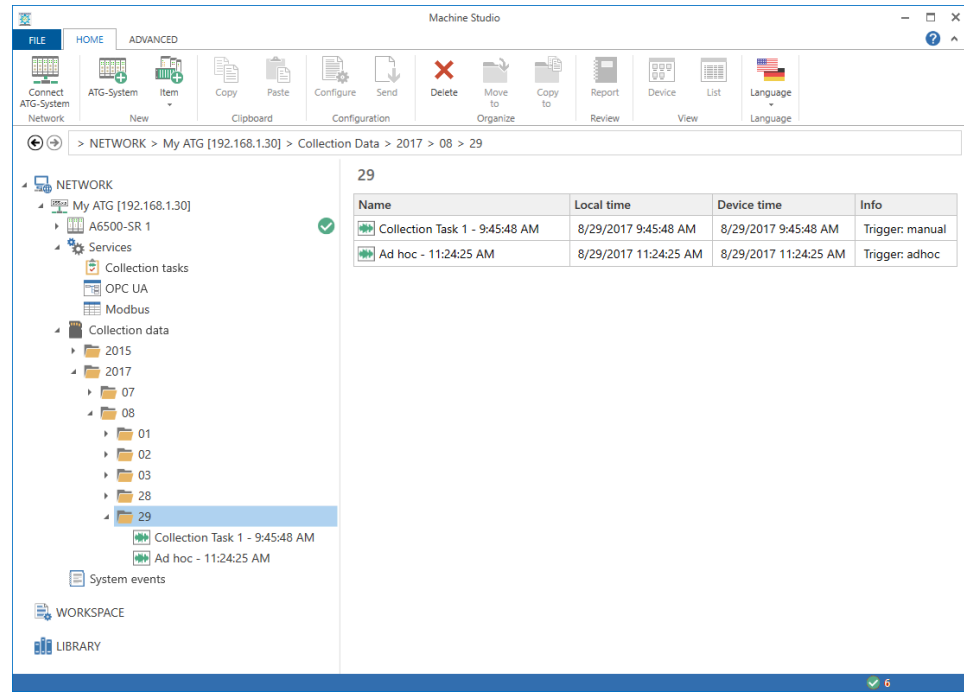 Machine Studio
FILE HOME ADVANCED
Connect ATG-System
ATG-System
Item
Copy
Paste
Configure
Send
Delete
Move to
Copy to
Report
Device
List
Language
Network New Clipboard Configuration Organize Review View Language
> NETWORK > My ATG [192.168.1.30] > Collection Data > 2017 > 08 > 29
NETWORK
My ATG [192.168.1.30]
A6500-SR 1
Services
Collection tasks
OPC UA
Modbus
Collection data
2015
2017
07
08
01
02
03
28
29
Collection Task 1 - 9:45:48 AM
Ad hoc - 11:24:25 AM
System events
WORKSPACE
LIBRARY
29
Name Local time Device time Info
Collection Task 1 - 9:45:48 AM 8/29/2017 9:45:48 AM 8/29/2017 9:45:48 AM Trigger: manual
Ad hoc - 11:24:25 AM 8/29/2017 11:24:25 AM 8/29/2017 11:24:25 AM Trigger: adhoc
6